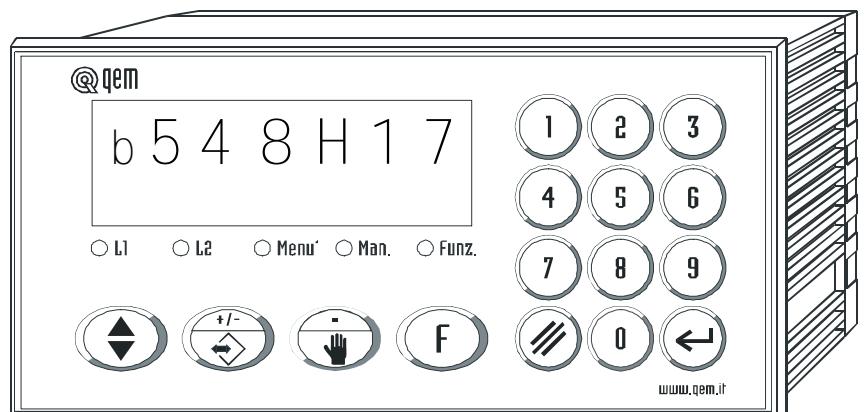 qem
b548H17
1 2 3
L1 L2 Menu' Man. Funz.
4 5 6
7 8 9
+/- - F 0
www.qem.it